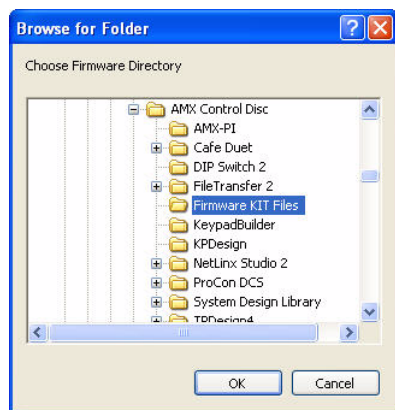 Browse for Folder
Choose Firmware Directory
AMX Control Disc
AMX-PI
Cafe Duet
DIP Switch 2
FileTransfer 2
Firmware KIT Files
KeypadBuilder
KPDesign
NetLinx Studio 2
ProCon DCS
System Design Library
TPDesign4
OK
Cancel